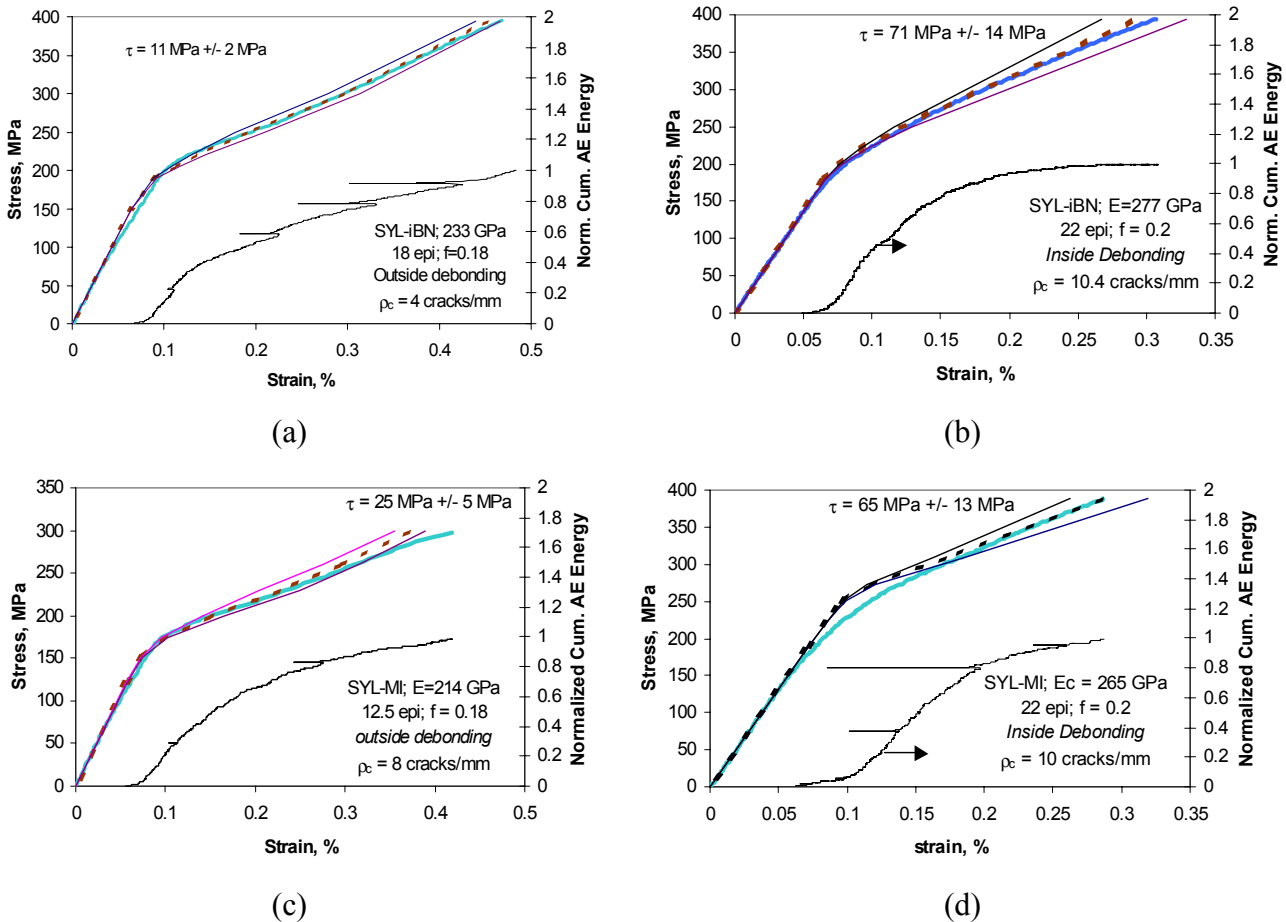 400
350
300
250
200
150
100
50
0
Stress, MPa
τ = 11 MPa +/- 2 MPa
SYL-iBN; 233 GPa
18 epi; f=0.18
Outside debonding
ρc = 4 cracks/mm
2
1.8
1.6
1.4
1.2
1
0.8
0.6
0.4
0.2
0
Norm. Cum. AE Energy
0 0.1 0.2 0.3 0.4 0.5
Strain, %
(a)
400
350
300
250
200
150
100
50
0
Stress, MPa
τ = 71 MPa +/- 14 MPa
SYL-iBN; E=277 GPa
22 epi; f = 0.2
Inside Debonding
ρc = 10.4 cracks/mm
2
1.8
1.6
1.4
1.2
1
0.8
0.6
0.4
0.2
0
Norm. Cum. AE Energy
0 0.05 0.1 0.15 0.2 0.25 0.3 0.35
Strain, %
(b)
350
300
250
200
150
100
50
0
Stress, MPa
τ = 25 MPa +/- 5 MPa
SYL-MI; E=214 GPa
12.5 epi; f = 0.18
outside debonding
ρc = 8 cracks/mm
2
1.8
1.6
1.4
1.2
1
0.8
0.6
0.4
0.2
0
Normalized Cum. AE Energy
0 0.1 0.2 0.3 0.4 0.5
Strain, %
(c)
400
350
300
250
200
150
100
50
0
Stress, MPa
τ = 65 MPa +/- 13 MPa
SYL-MI; Ec = 265 GPa
22 epi; f = 0.2
Inside Debonding
ρc = 10 cracks/mm
2
1.8
1.6
1.4
1.2
1
0.8
0.6
0.4
0.2
0
Normalized Cum. AE Energy
0 0.05 0.1 0.15 0.2 0.25 0.3 0.35
strain, %
(d)